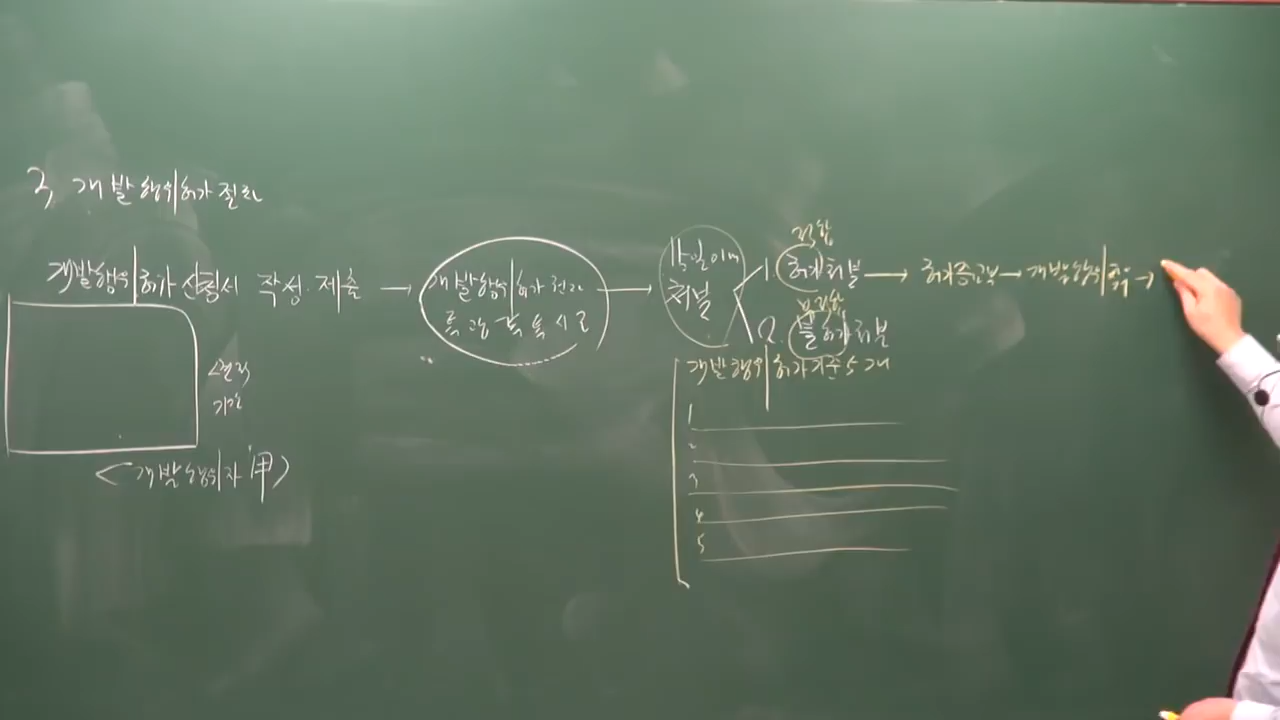 3, 개발행위|허가 절차
개발행위|허가 신청서 작성·제출 →
개발행위|허가권자
특광특특시군
→
15일이내
처분
적합
1. 허가처분 → 허가증교부 → 개발행위|착수 →
부적합
2. 불허가처분
개발행위|허가기준 5개
1
2
3
4
5
<개발행위|자 甲>